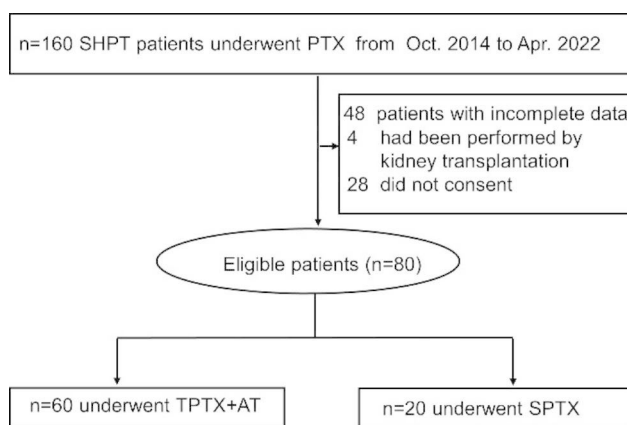 n=160 SHPT patients underwent PTX from Oct. 2014 to Apr. 2022
48 patients with incomplete data
4 had been performed by
kidney transplantation
28 did not consent
Eligible patients (n=80)
n=60 underwent TPTX+AT
n=20 underwent SPTX